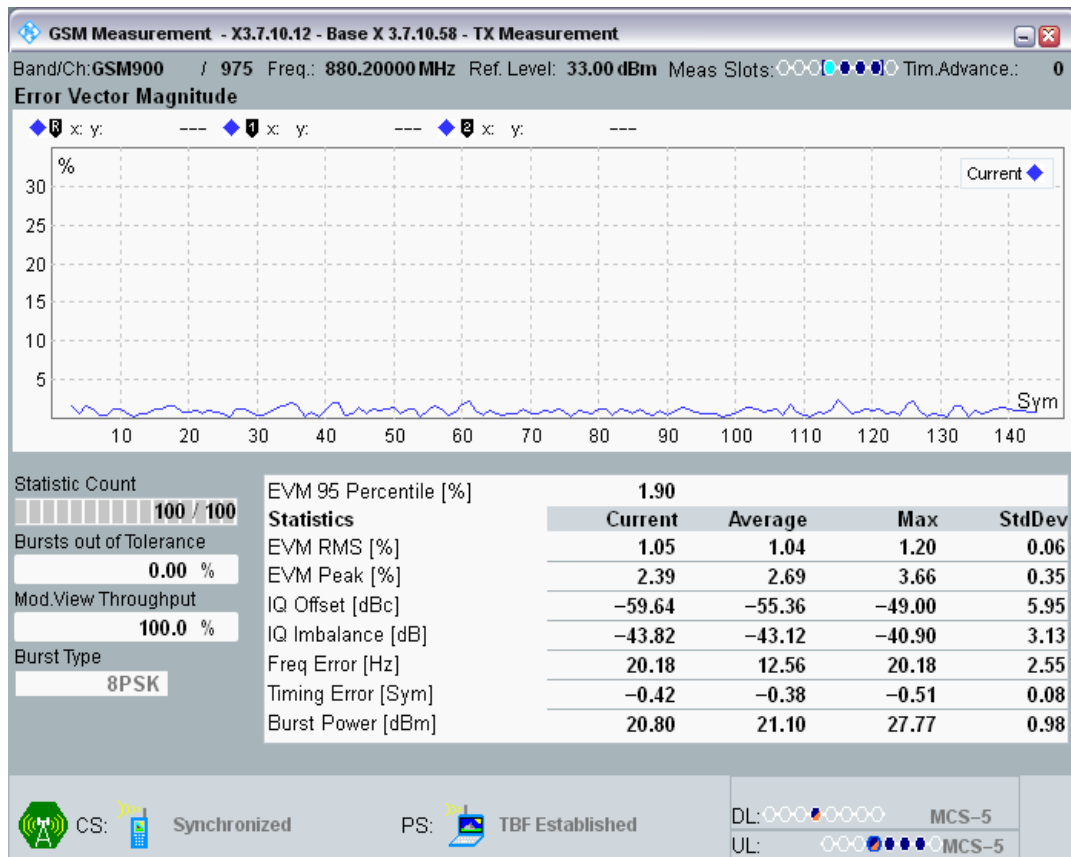 GSM Measurement - X3.7.10.12 - Base X 3.7.10.58 - TX Measurement
Band/Ch:GSM900 / 975 Freq.: 880.20000 MHz Ref. Level: 33.00 dBm Meas Slots: Tim.Advance.: 0
Error Vector Magnitude
R x: y: --- 1 x: y: --- 2 x: y: ---
%
Current
30
25
20
15
10
5
Sym
10 20 30 40 50 60 70 80 90 100 110 120 130 140
Statistic Count
100 / 100
Bursts out of Tolerance
0.00 %
Mod.View Throughput
100.0 %
Burst Type
8PSK
EVM 95 Percentile [%] 1.90
Statistics Current Average Max StdDev
EVM RMS [%] 1.05 1.04 1.20 0.06
EVM Peak [%] 2.39 2.69 3.66 0.35
IQ Offset [dBc] −59.64 −55.36 −49.00 5.95
IQ Imbalance [dB] −43.82 −43.12 −40.90 3.13
Freq Error [Hz] 20.18 12.56 20.18 2.55
Timing Error [Sym] −0.42 −0.38 −0.51 0.08
Burst Power [dBm] 20.80 21.10 27.77 0.98
CS: Synchronized PS: TBF Established
DL: MCS−5
UL: MCS−5